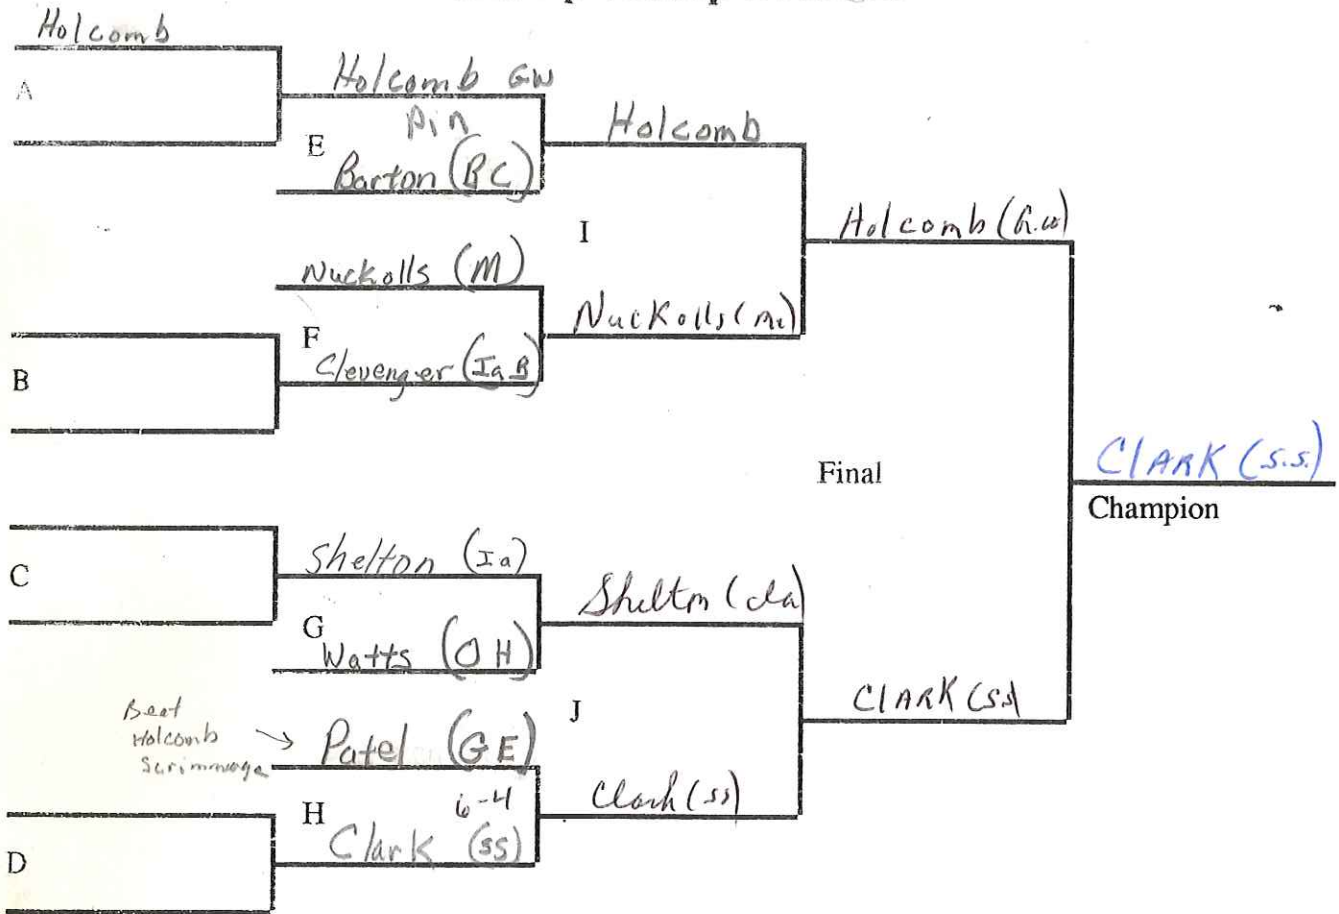 Holcomb
A
Holcomb GW
Pin
E
Barton (BC)
Holcomb
I
Holcomb (G.W)
Nuckolls (M)
F
Nuckolls (M)
B
Clevenger (Ia B)
Final
CLARK (S.S.)
Champion
C
Shelton (Ia)
G
Watts (OH)
Shelton (Ia)
J
CLARK (SS)
Beat
Holcomb
Patel (GE)
H
6-4
Clark (SS)
Clark (SS)
D